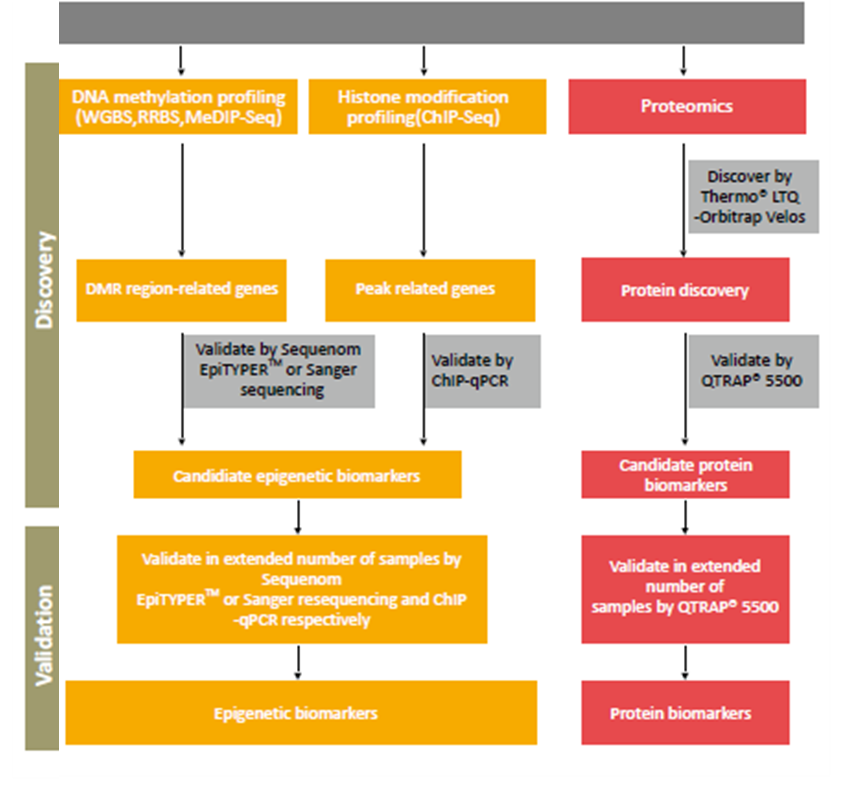 DNA methylation profiling
(WGBS,RRBS,MeDIP-Seq)
Histone modification
profiling(ChIP-Seq)
Proteomics
Discover by
Thermo® LTQ
-Orbitrap Velos
Discovery
DMR region-related genes
Peak related genes
Protein discovery
Validate by Sequenom
EpiTYPER™ or Sanger
sequencing
Validate by
ChIP-qPCR
Validate by
QTRAP® 5500
Candidiate epigenetic biomarkers
Candidate protein
biomarkers
Validation
Validate in extended number of samples by
Sequenom
EpiTYPER™ or Sanger resequencing and ChIP
-qPCR respectively
Validate in extended
number of
samples by QTRAP® 5500
Epigenetic biomarkers
Protein biomarkers